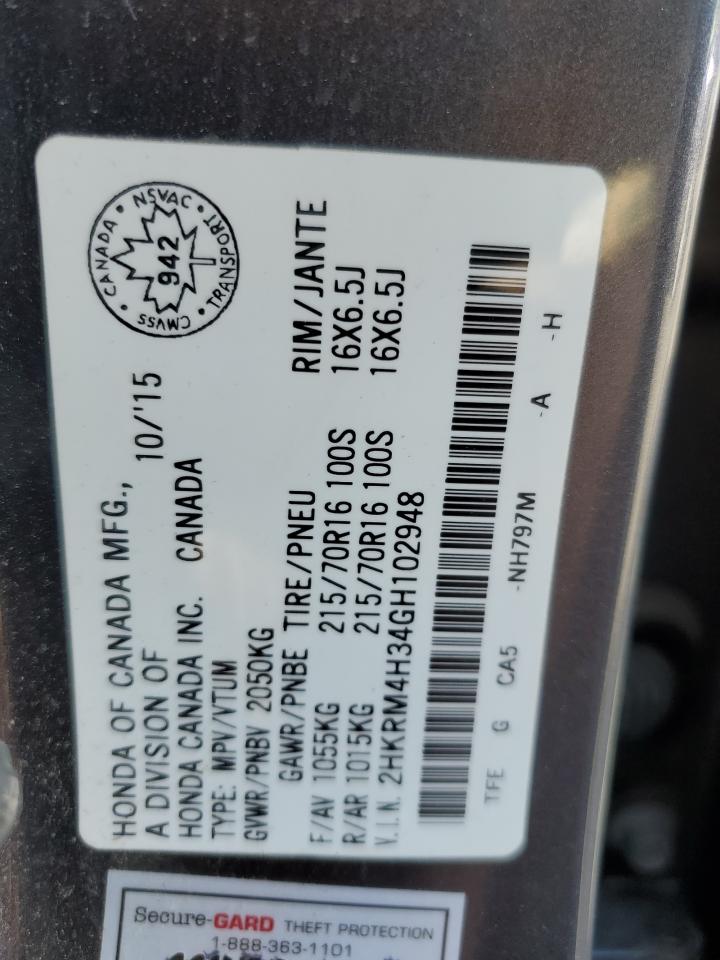 HONDA OF CANADA MFG., 10/'15
A DIVISION OF
HONDA CANADA INC. CANADA
TYPE: MPV/VTUM
GVWR/PNBV 2050KG
GAWR/PNBE TIRE/PNEU RIM/JANTE
F/AV 1055KG 215/70R16 100S 16X6.5J
R/AR 1015KG 215/70R16 100S 16X6.5J
V.I.N. 2HKRM4H34GH102948
TFE G CA5 -NH797M -A -H
CANADA • NSVAC •
942
CMVSS • TRANSPORT •
Secure-GARD THEFT PROTECTION
1-888-363-1101